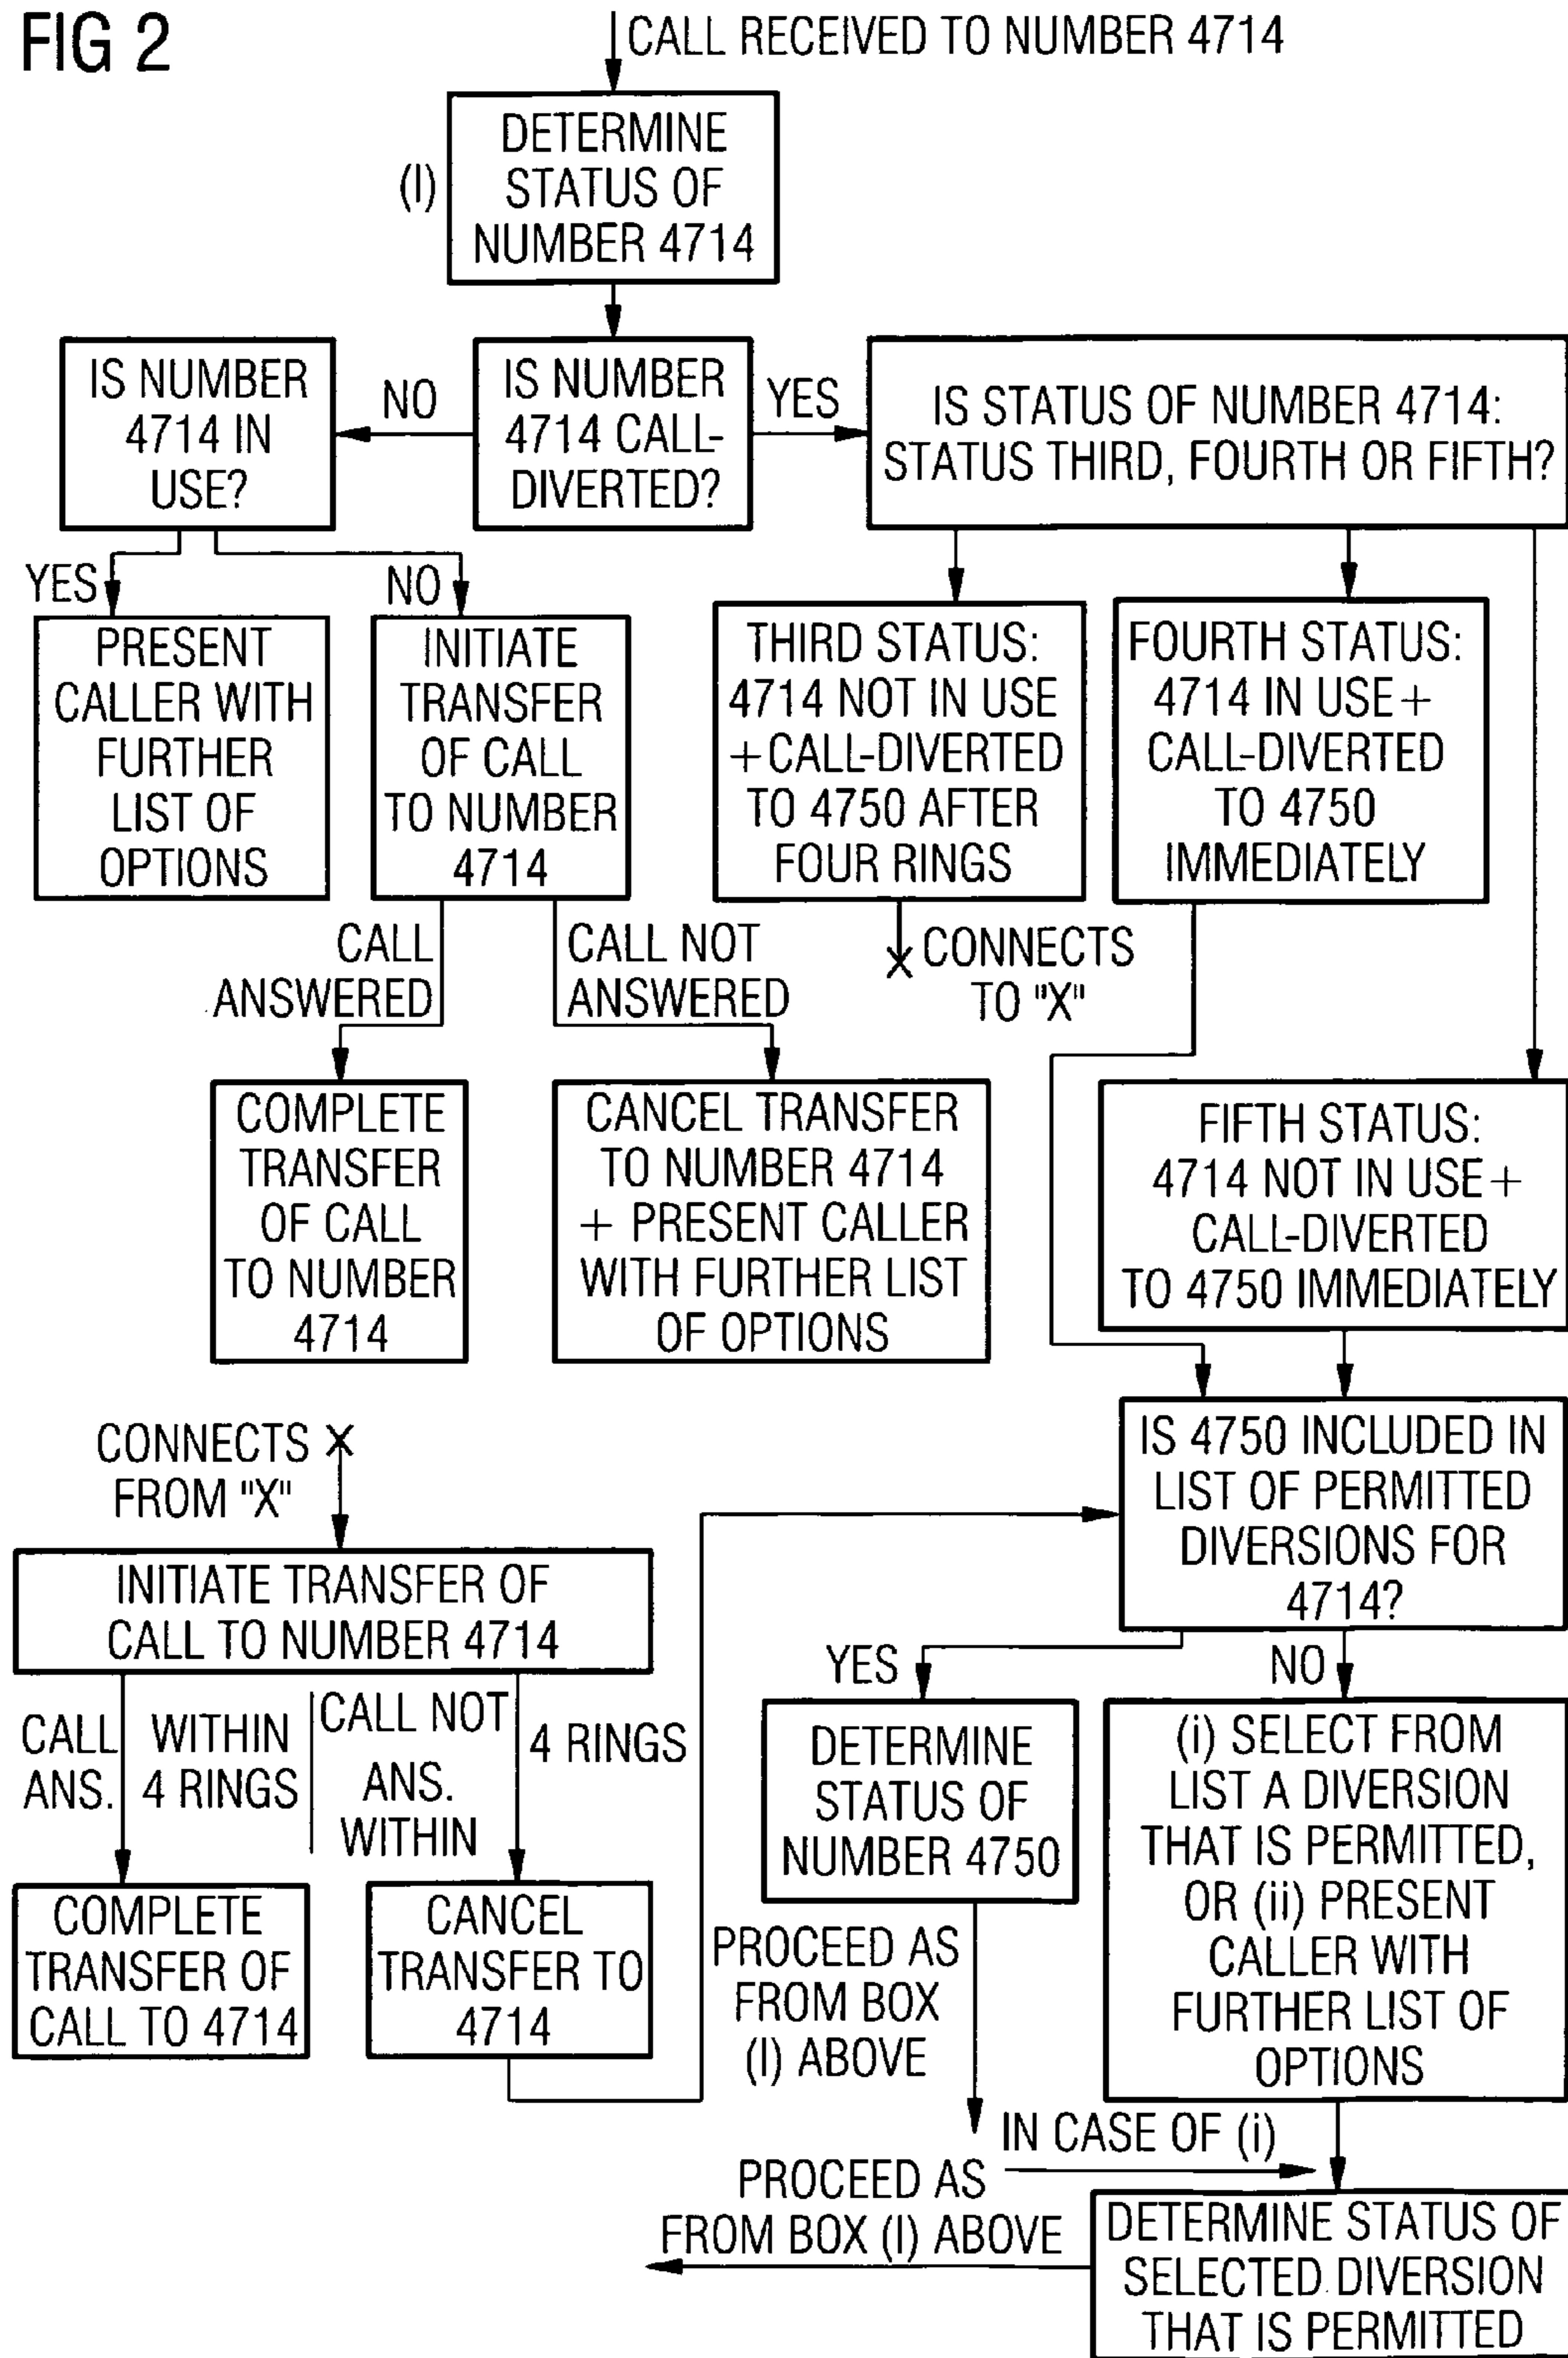 FIG 2
CALL RECEIVED TO NUMBER 4714
(I)
DETERMINE
STATUS OF
NUMBER 4714
IS NUMBER
4714 IN
USE?
NO
IS NUMBER
4714 CALL-
DIVERTED?
YES
IS STATUS OF NUMBER 4714:
STATUS THIRD, FOURTH OR FIFTH?
YES
NO
PRESENT
CALLER WITH
FURTHER
LIST OF
OPTIONS
INITIATE
TRANSFER
OF CALL
TO NUMBER
4714
THIRD STATUS:
4714 NOT IN USE
+CALL-DIVERTED
TO 4750 AFTER
FOUR RINGS
FOURTH STATUS:
4714 IN USE+
CALL-DIVERTED
TO 4750
IMMEDIATELY
CALL
ANSWERED
CALL NOT
ANSWERED
X CONNECTS
TO "X"
COMPLETE
TRANSFER
OF CALL
TO NUMBER
4714
CANCEL TRANSFER
TO NUMBER 4714
+ PRESENT CALLER
WITH FURTHER LIST
OF OPTIONS
FIFTH STATUS:
4714 NOT IN USE+
CALL-DIVERTED
TO 4750 IMMEDIATELY
CONNECTS X
FROM "X"
IS 4750 INCLUDED IN
LIST OF PERMITTED
DIVERSIONS FOR
4714?
INITIATE TRANSFER OF
CALL TO NUMBER 4714
YES
NO
CALL
ANS.
WITHIN
4 RINGS
CALL NOT
ANS.
WITHIN
4 RINGS
DETERMINE
STATUS OF
NUMBER 4750
(i) SELECT FROM
LIST A DIVERSION
THAT IS PERMITTED,
OR (ii) PRESENT
CALLER WITH
FURTHER LIST OF
OPTIONS
COMPLETE
TRANSFER OF
CALL TO 4714
CANCEL
TRANSFER TO
4714
PROCEED AS
FROM BOX
(I) ABOVE
IN CASE OF (i)
PROCEED AS
FROM BOX (I) ABOVE
DETERMINE STATUS OF
SELECTED DIVERSION
THAT IS PERMITTED